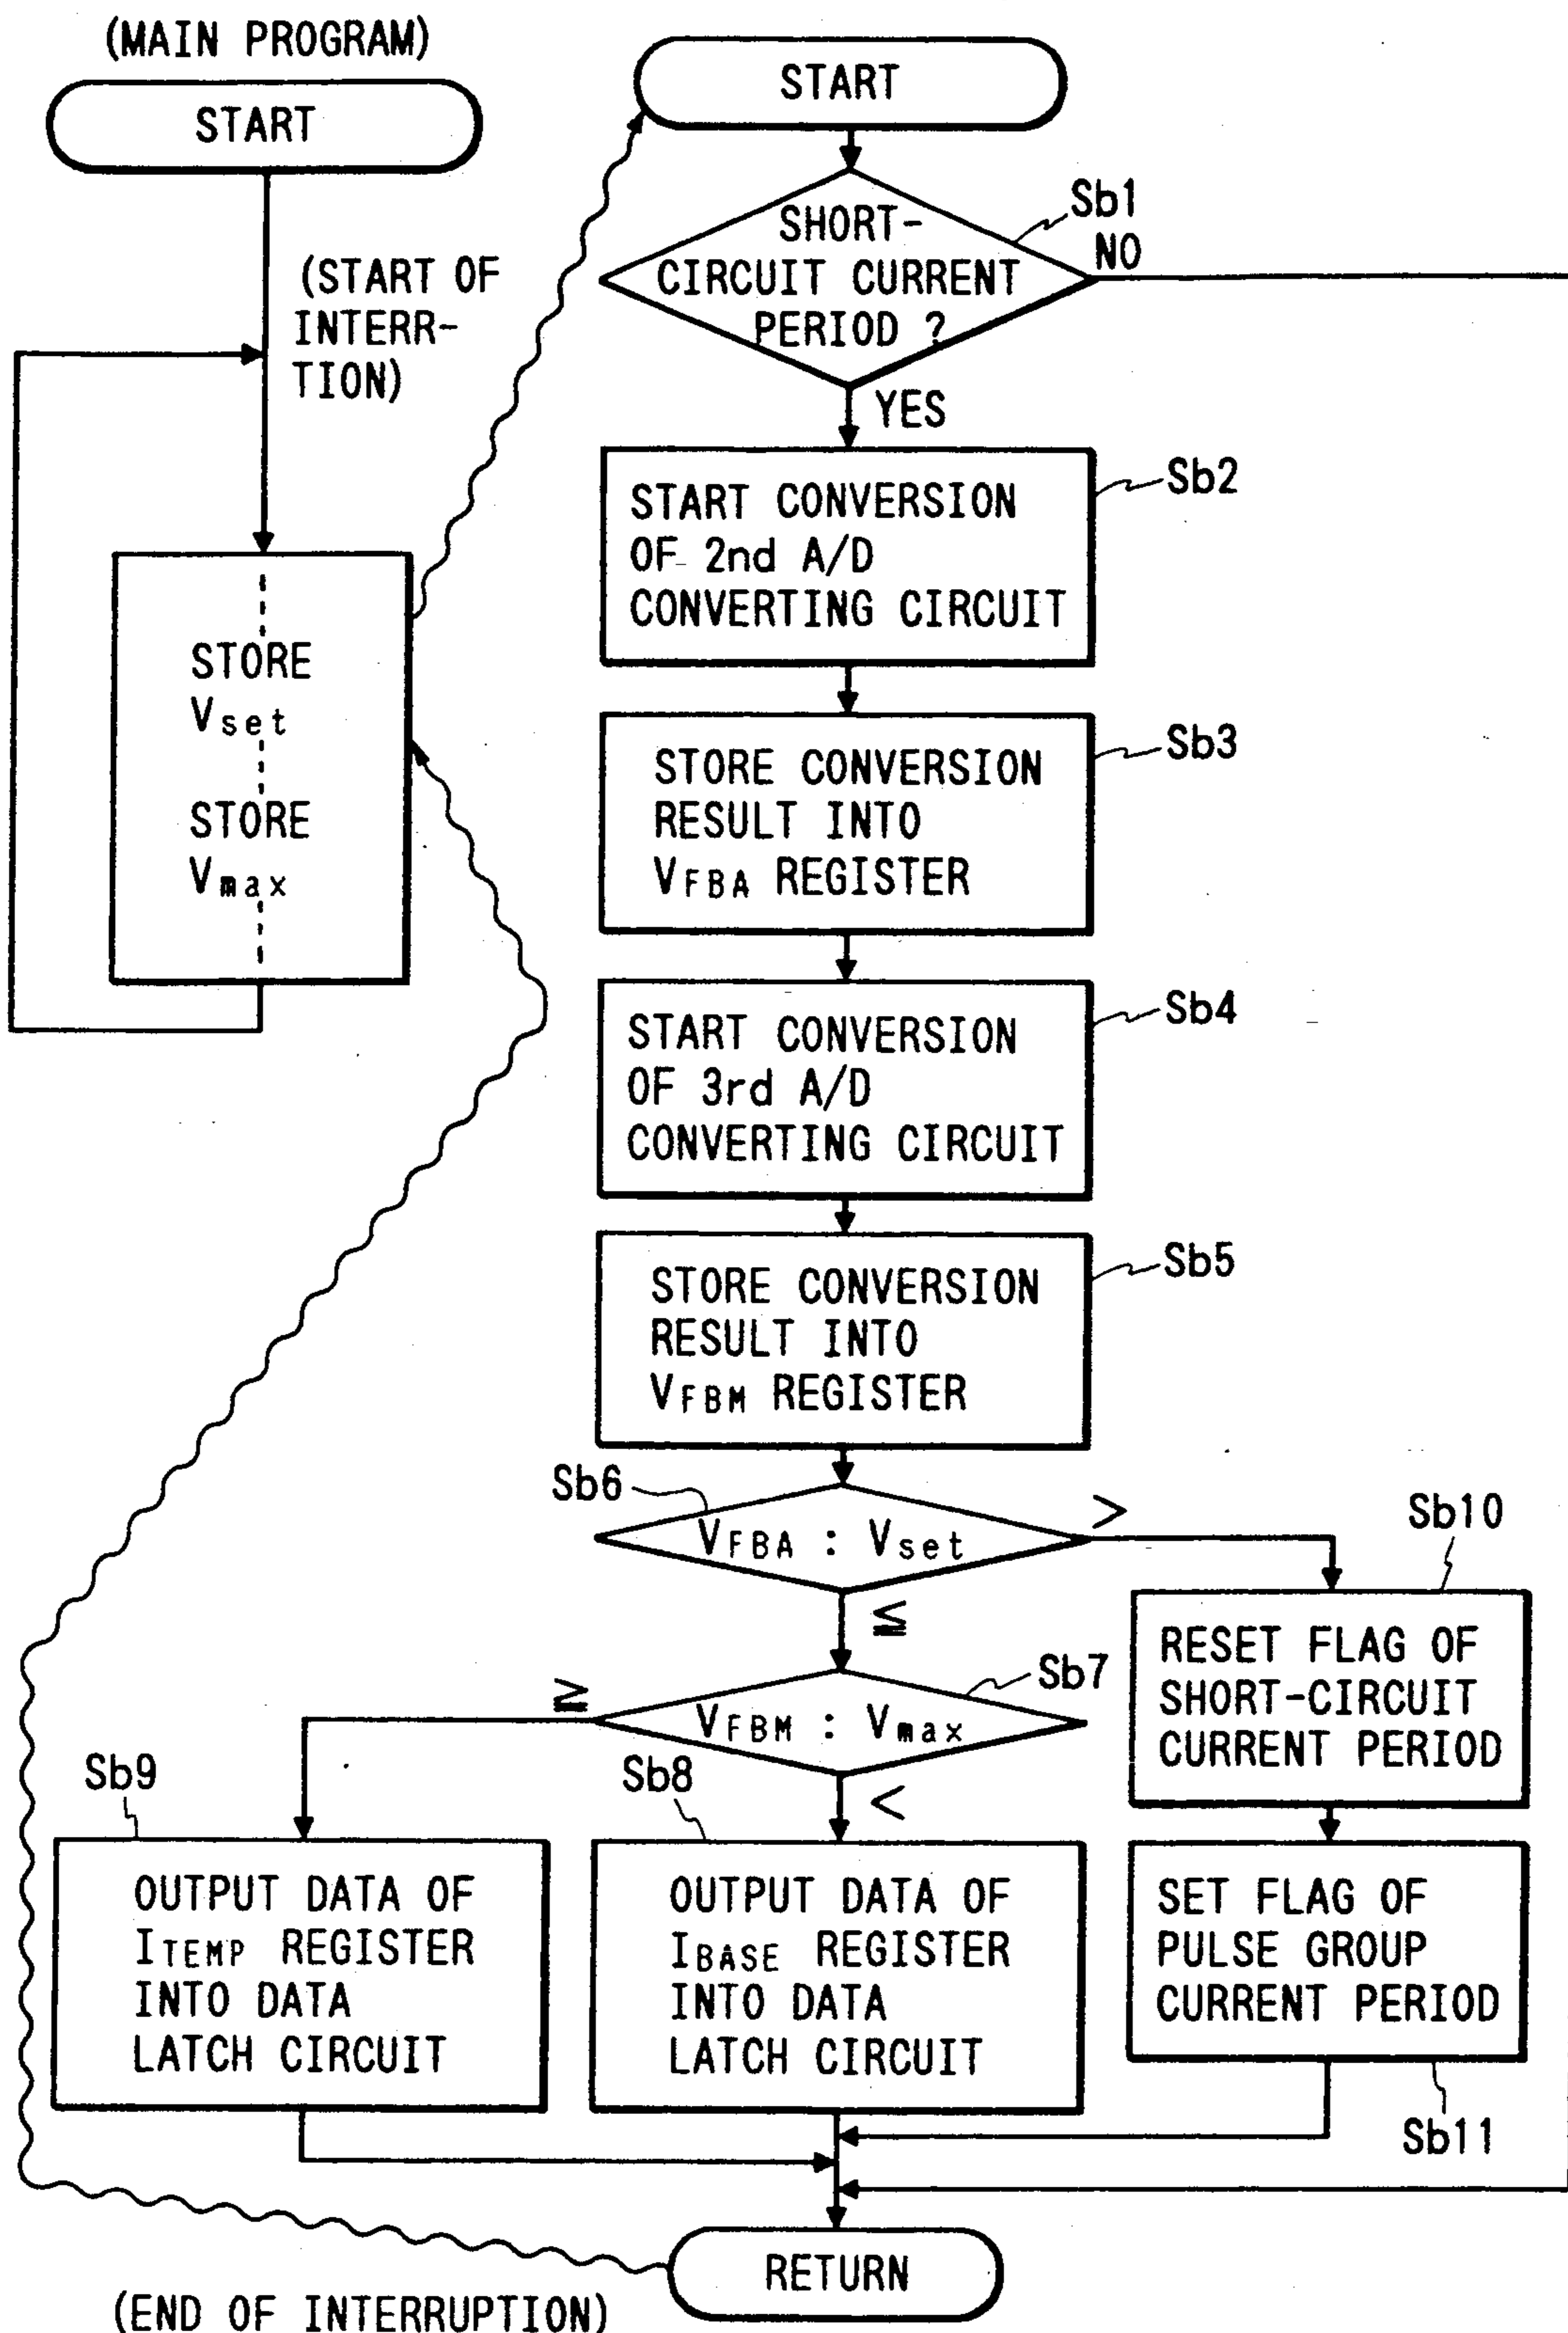 (MAIN PROGRAM)
START
(START OF
INTERR-
TION)
STORE
Vset
STORE
Vmax
START
SHORT-
CIRCUIT CURRENT
PERIOD ?
Sb1
NO
YES
START CONVERSION
OF 2nd A/D
CONVERTING CIRCUIT
Sb2
STORE CONVERSION
RESULT INTO
VFBA REGISTER
Sb3
START CONVERSION
OF 3rd A/D
CONVERTING CIRCUIT
Sb4
STORE CONVERSION
RESULT INTO
VFBM REGISTER
Sb5
Sb6
VFBA : Vset
>
≦
Sb10
RESET FLAG OF
SHORT-CIRCUIT
CURRENT PERIOD
Sb7
VFBM : Vmax
≧
<
Sb9
OUTPUT DATA OF
ITEMP REGISTER
INTO DATA
LATCH CIRCUIT
Sb8
OUTPUT DATA OF
IBASE REGISTER
INTO DATA
LATCH CIRCUIT
SET FLAG OF
PULSE GROUP
CURRENT PERIOD
Sb11
RETURN
(END OF INTERRUPTION)